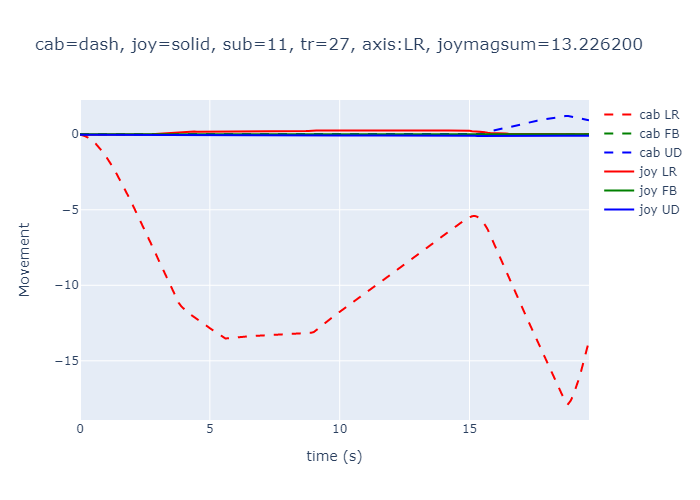 cab=dash, joy=solid, sub=11, tr=27, axis:LR, joymagsum=13.226200
cab LR
cab FB
cab UD
joy LR
joy FB
joy UD
0
−5
−10
−15
Movement
0
5
10
15
time (s)